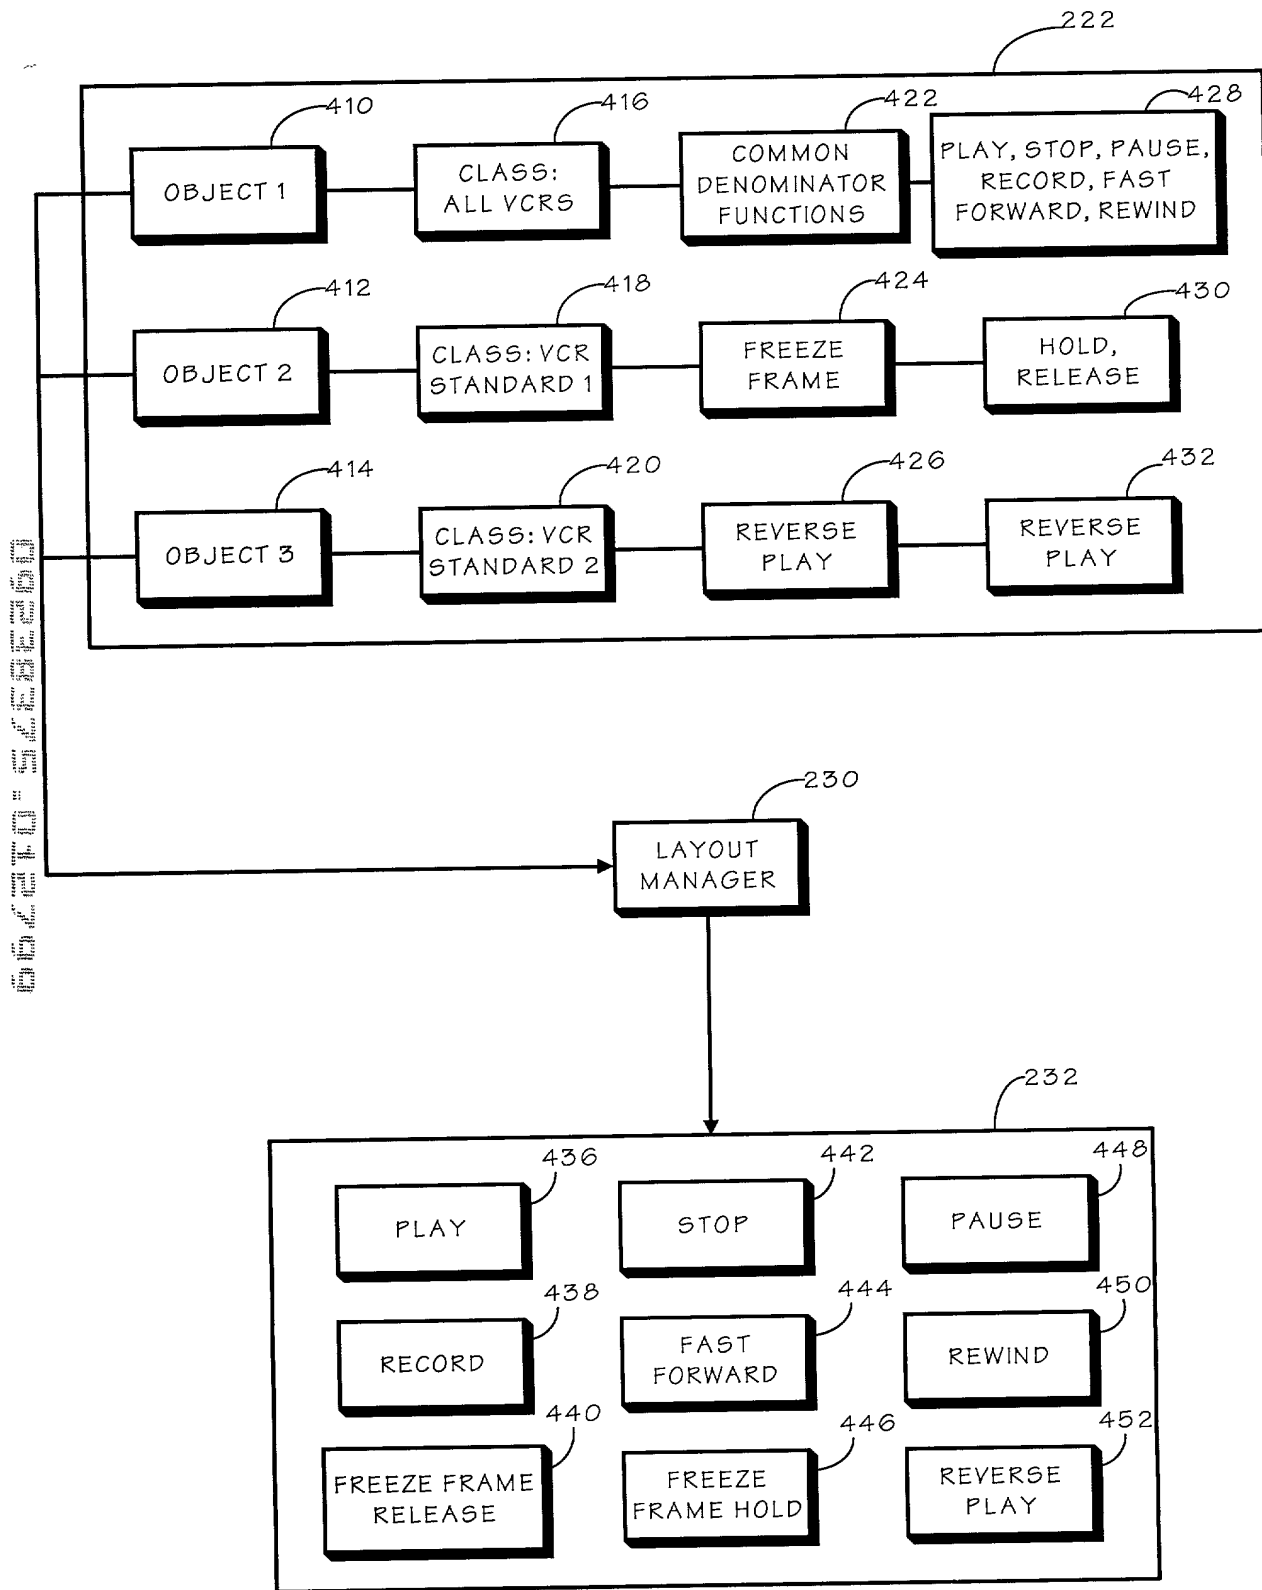 222
410
416
422
428
OBJECT 1
CLASS:
ALL VCRS
COMMON
DENOMINATOR
FUNCTIONS
PLAY, STOP, PAUSE,
RECORD, FAST
FORWARD, REWIND
412
418
424
430
OBJECT 2
CLASS: VCR
STANDARD 1
FREEZE
FRAME
HOLD,
RELEASE
414
420
426
432
OBJECT 3
CLASS: VCR
STANDARD 2
REVERSE
PLAY
REVERSE
PLAY
230
LAYOUT
MANAGER
232
436
442
448
PLAY
STOP
PAUSE
438
444
450
RECORD
FAST
FORWARD
REWIND
440
446
452
FREEZE FRAME
RELEASE
FREEZE
FRAME HOLD
REVERSE
PLAY